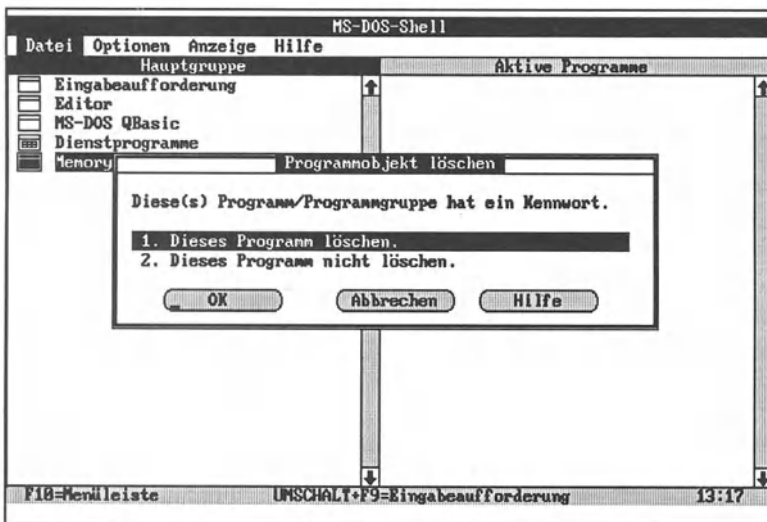 MS-DOS-Shell
Datei Optionen Anzeige Hilfe
Hauptgruppe
Aktive Programme
Eingabeaufforderung
Editor
MS-DOS QBasic
Dienstprogramme
Memory
Programmobjekt löschen
Diese(s) Programm/Programmgruppe hat ein Kennwort.
1. Dieses Programm löschen.
2. Dieses Programm nicht löschen.
OK Abbrechen Hilfe
F10=Menüleiste UMSCHALT+F9=Eingabeaufforderung 13:17